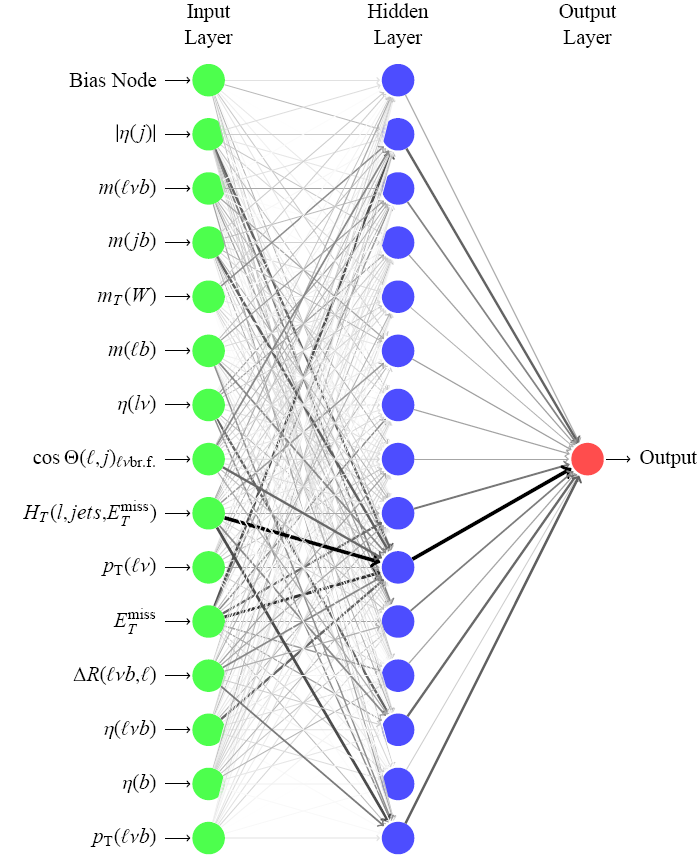 Input Layer
Hidden Layer
Output Layer
Bias Node
|η(j)|
m(ℓνb)
m(jb)
m_T(W)
m(ℓb)
η(lν)
cos Θ(ℓ,j)_ℓνbr.f.
H_T(l,jets,E_T^miss)
p_T(ℓν)
E_T^miss
ΔR(ℓνb,ℓ)
η(ℓνb)
η(b)
p_T(ℓνb)
Output